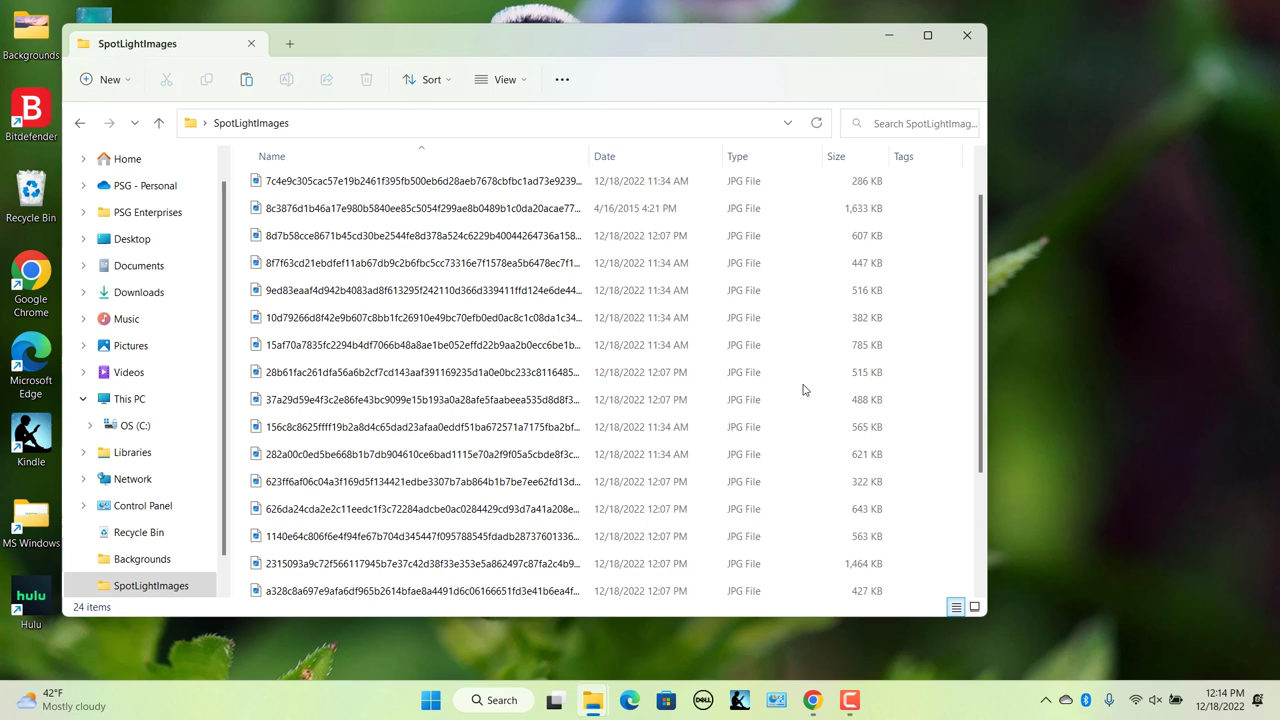 Backgrounds
Bitdefender
Recycle Bin
Google
Chrome
Microsoft
Edge
Kindle
MS Windows
hulu
Hulu
SpotLightImages
New
Sort
View
SpotLightImages
Search SpotLightImag...
Name
Date
Type
Size
Tags
Home
PSG - Personal
PSG Enterprises
Desktop
Documents
Downloads
Music
Pictures
Videos
This PC
OS (C:)
Libraries
Network
Control Panel
Recycle Bin
Backgrounds
SpotLightImages
7c4e9c305cac57e19b2461f395fb500eb6d28aeb7678cbfbc1ad73e9239... 12/18/2022 11:34 AM JPG File 286 KB
8c3876d1b46a17e980b5840ee85c5054f299ae8b0489b1c0da20acae77... 4/16/2015 4:21 PM JPG File 1,633 KB
8d7b58cce8671b45cd30be2544fe8d378a524c6229b40044264736a158... 12/18/2022 12:07 PM JPG File 607 KB
8f7f63cd21ebdfef11ab67db9c2b6fbc5cc73316e7f1578ea5b6478ec7f1... 12/18/2022 11:34 AM JPG File 447 KB
9ed83eaaf4d942b4083ad8f613295f242110d366d339411ffd124e6de44... 12/18/2022 11:34 AM JPG File 516 KB
10d79266d8f42e9b607c8bb1fc26910e49bc70efb0ed0ac8c1c08da1c34... 12/18/2022 11:34 AM JPG File 382 KB
15af70a7835fc2294b4df7066b48a8ae1be052effd22b9aa2b0ecc6be1b... 12/18/2022 11:34 AM JPG File 785 KB
28b61fac261dfa56a6b2cf7cd143aaf391169235d1a0e0bc233c8116485... 12/18/2022 12:07 PM JPG File 515 KB
37a29d59e4f3c2e86fe43bc9099e15b193a0a28afe5faabeea535d8d8f3... 12/18/2022 12:07 PM JPG File 488 KB
156c8c8625ffff19b2a8d4c65dad23afaa0eddf51ba672571a7175fba2bf... 12/18/2022 11:34 AM JPG File 565 KB
282a00c0ed5be668b1b7db904610ce6bad1115e70a2f9f05a5cbde8f3c... 12/18/2022 11:34 AM JPG File 621 KB
623ff6af06c04a3f169d5f134421edbe3307b7ab864b1b7be7ee62fd13d... 12/18/2022 12:07 PM JPG File 322 KB
626da24cda2e2c11eedc1f3c72284adcbe0ac0284429cd93d7a41a208e... 12/18/2022 12:07 PM JPG File 643 KB
1140e64c806f6e4f94fe67b704d345447f095788545fdadb28737601336... 12/18/2022 12:07 PM JPG File 563 KB
2315093a9c72f566117945b7e37c42d38f33e353e5a862497c87fa2c4b9... 12/18/2022 12:07 PM JPG File 1,464 KB
a328c8a697e9afa6df965b2614bfae8a4491d6c06166651fd3e41b6ea4f... 12/18/2022 12:07 PM JPG File 427 KB
24 items
42°F
Mostly cloudy
Search
DELL
12:14 PM
12/18/2022